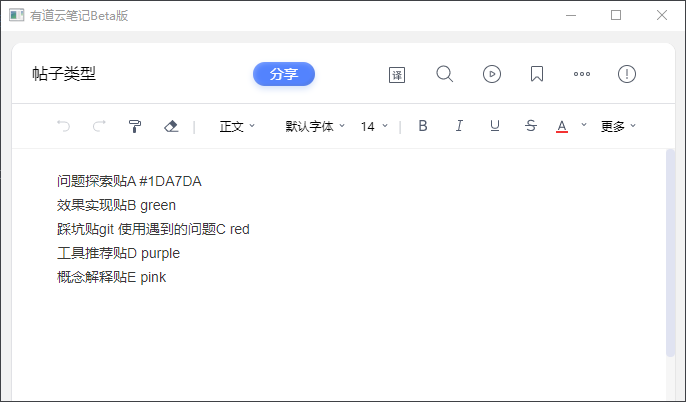 有道云笔记Beta版
帖子类型
分享
译
正文 默认字体 14 B I U S A 更多
问题探索贴A #1DA7DA
效果实现贴B green
踩坑贴git 使用遇到的问题C red
工具推荐贴D purple
概念解释贴E pink